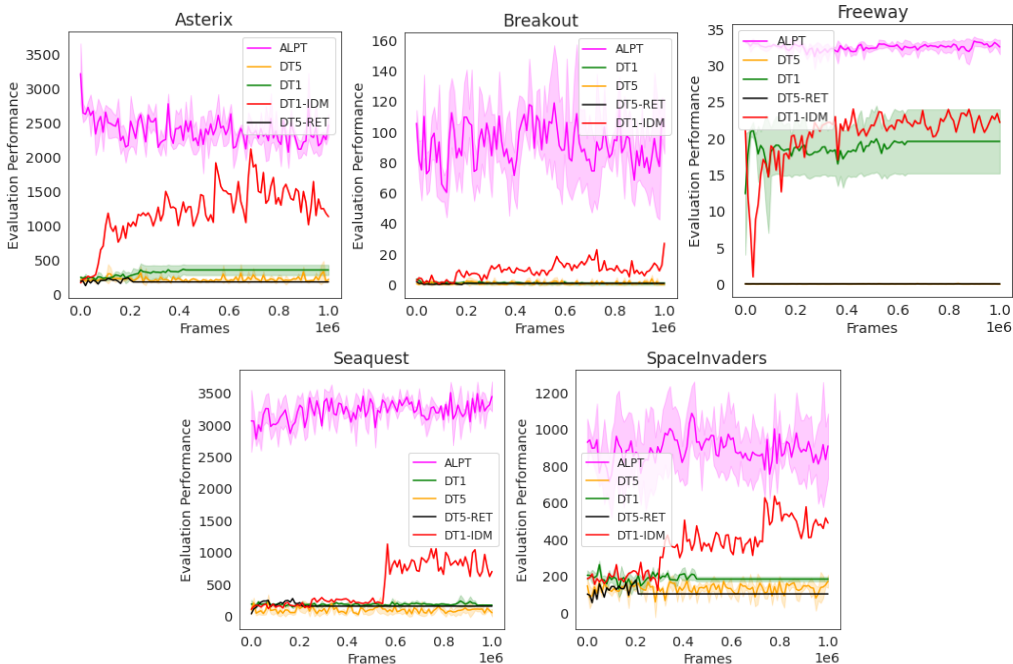 Asterix
Evaluation Performance
3500
3000
2500
2000
1500
1000
500
0
ALPT
DT5
DT1
DT1-IDM
DT5-RET
0.0 0.2 0.4 0.6 0.8 1.0
Frames 1e6
Breakout
Evaluation Performance
160
140
120
100
80
60
40
20
0
ALPT
DT1
DT5
DT5-RET
DT1-IDM
0.0 0.2 0.4 0.6 0.8 1.0
Frames 1e6
Freeway
Evaluation Performance
35
30
25
20
15
10
5
0
ALPT
DT5
DT1
DT5-RET
DT1-IDM
0.0 0.2 0.4 0.6 0.8 1.0
Frames 1e6
Seaquest
Evaluation Performance
3500
3000
2500
2000
1500
1000
500
0
ALPT
DT1
DT5
DT5-RET
DT1-IDM
0.0 0.2 0.4 0.6 0.8 1.0
Frames 1e6
SpaceInvaders
Evaluation Performance
1200
1000
800
600
400
200
0
ALPT
DT5
DT1
DT5-RET
DT1-IDM
0.0 0.2 0.4 0.6 0.8 1.0
Frames 1e6